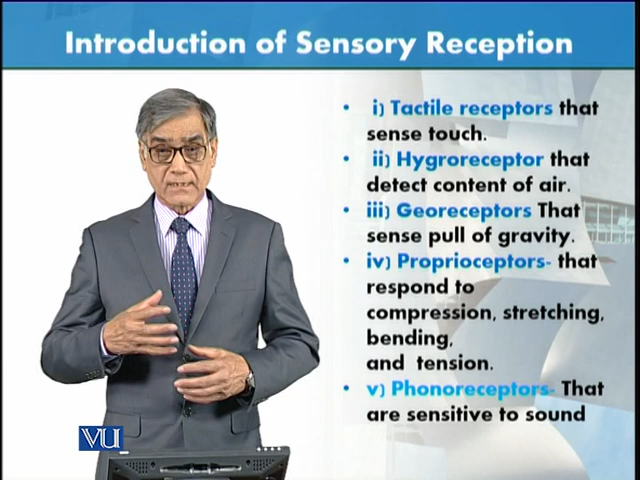 Introduction of Sensory Reception
• i) Tactile receptors that
sense touch.
• ii) Hygroreceptor that
detect content of air.
• iii) Georeceptors That
sense pull of gravity.
• iv) Proprioceptors- that
respond to
compression, stretching,
bending,
and tension.
• v) Phonoreceptors- That
are sensitive to sound
VU